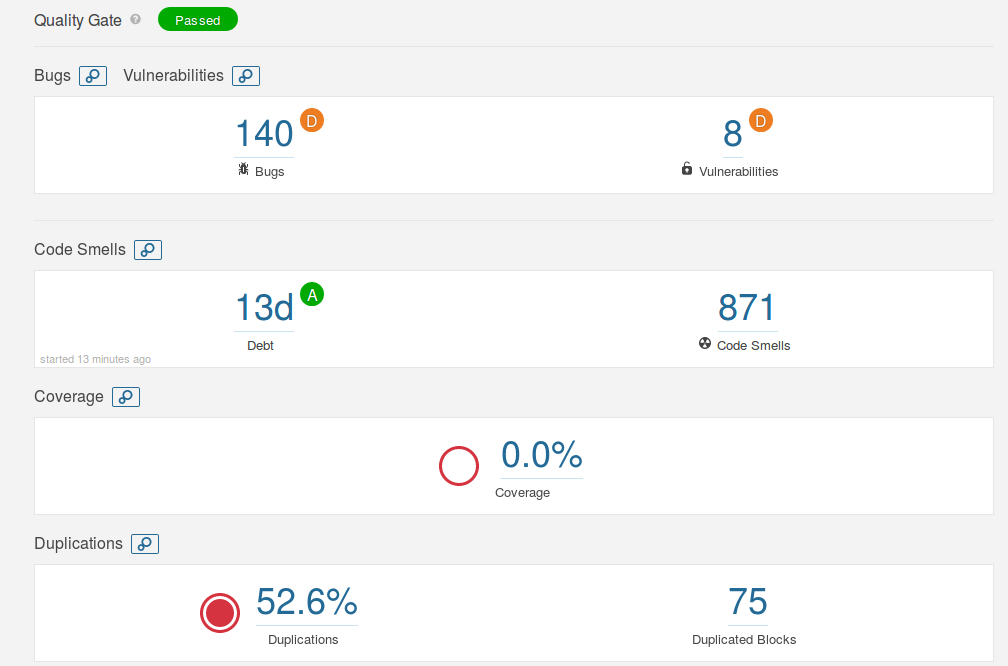 Quality Gate ? Passed
Bugs Vulnerabilities
140 D 8 D
Bugs Vulnerabilities
Code Smells
13d A 871
Debt Code Smells
started 13 minutes ago
Coverage
0.0%
Coverage
Duplications
52.6% 75
Duplications Duplicated Blocks